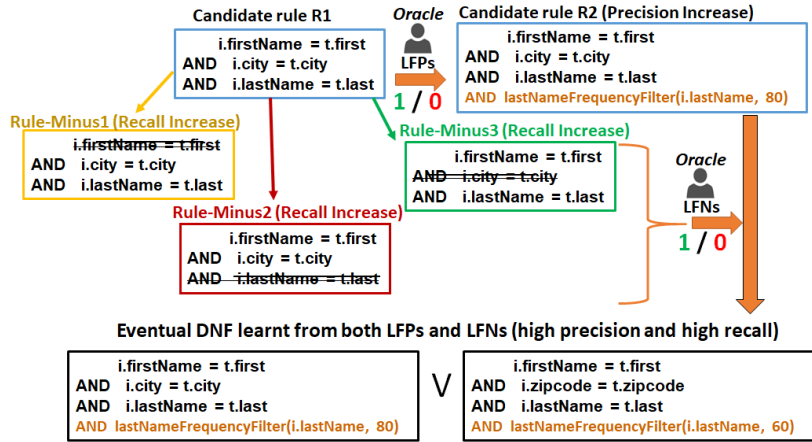 Candidate rule R1
i.firstName = t.first
AND i.city = t.city
AND i.lastName = t.last
Oracle
LFPs
1 / 0
Candidate rule R2 (Precision Increase)
i.firstName = t.first
AND i.city = t.city
AND i.lastName = t.last
AND lastNameFrequencyFilter(i.lastName, 80)
Rule-Minus1 (Recall Increase)
i.firstName = t.first
AND i.city = t.city
AND i.lastName = t.last
Rule-Minus2 (Recall Increase)
i.firstName = t.first
AND i.city = t.city
AND i.lastName = t.last
Rule-Minus3 (Recall Increase)
i.firstName = t.first
AND i.city = t.city
AND i.lastName = t.last
Oracle
LFNs
1 / 0
Eventual DNF learnt from both LFPs and LFNs (high precision and high recall)
i.firstName = t.first
AND i.city = t.city
AND i.lastName = t.last
AND lastNameFrequencyFilter(i.lastName, 80)
V
i.firstName = t.first
AND i.zipcode = t.zipcode
AND i.lastName = t.last
AND lastNameFrequencyFilter(i.lastName, 60)